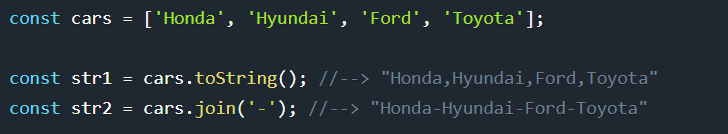 const cars = ['Honda', 'Hyundai', 'Ford', 'Toyota'];
const str1 = cars.toString(); //--> "Honda,Hyundai,Ford,Toyota"
const str2 = cars.join('-'); //--> "Honda-Hyundai-Ford-Toyota"